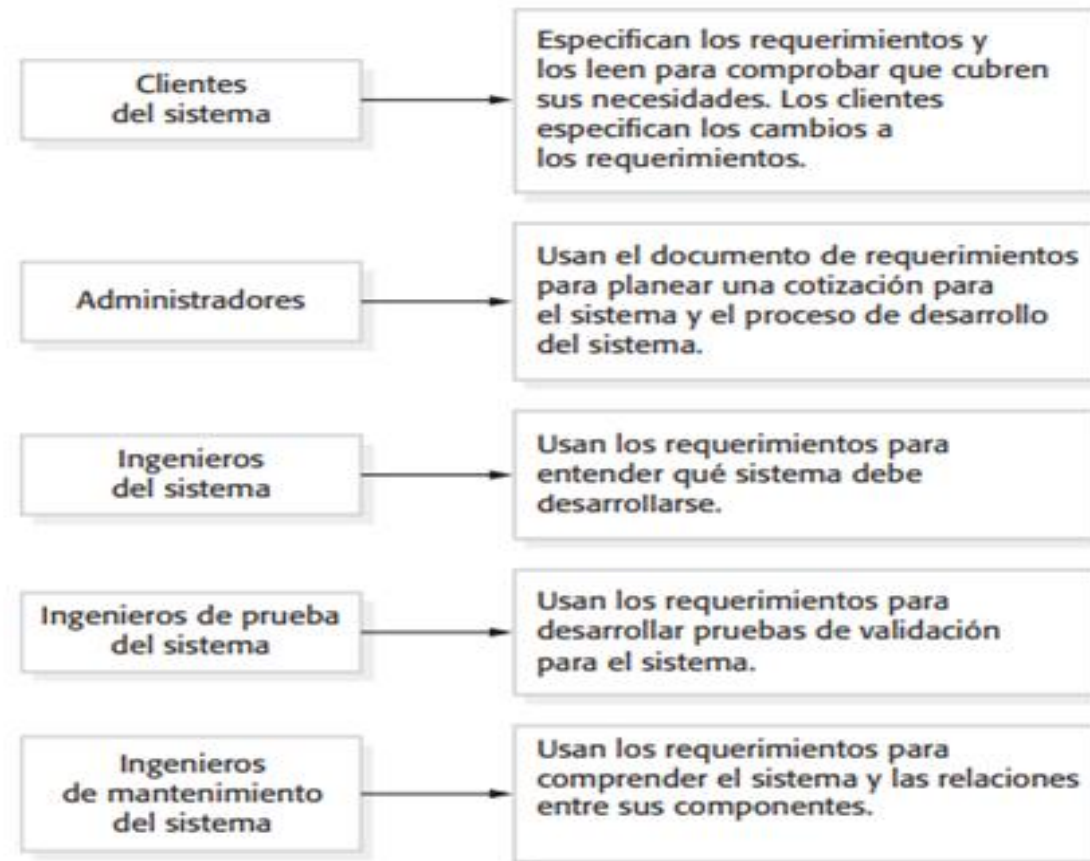 Clientes
del sistema
Especifican los requerimientos y
los leen para comprobar que cubren
sus necesidades. Los clientes
especifican los cambios a
los requerimientos.
Administradores
Usan el documento de requerimientos
para planear una cotización para
el sistema y el proceso de desarrollo
del sistema.
Ingenieros
del sistema
Usan los requerimientos para
entender qué sistema debe
desarrollarse.
Ingenieros de prueba
del sistema
Usan los requerimientos para
desarrollar pruebas de validación
para el sistema.
Ingenieros
de mantenimiento
del sistema
Usan los requerimientos para
comprender el sistema y las relaciones
entre sus componentes.